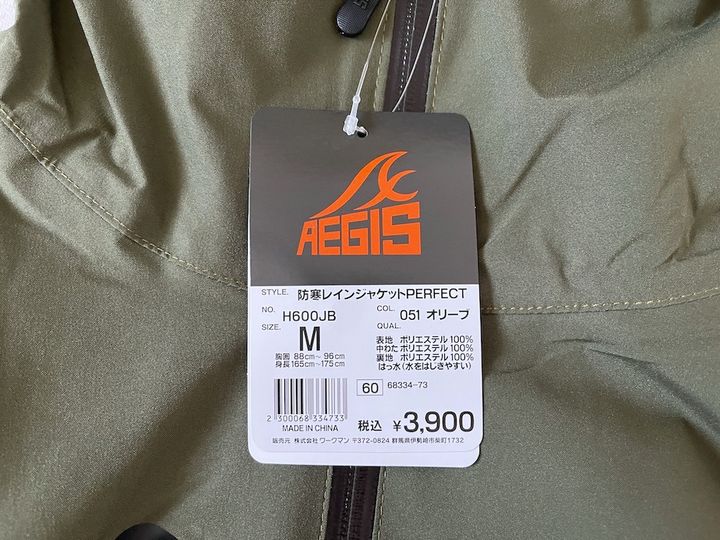 AEGIS
STYLE. 防寒レインジャケットPERFECT
NO. H600JB COL. 051 オリーブ
SIZE. M QUAL.
胸囲 88cm～ 96cm
身長165cm～175cm
表地 ポリエステル100%
中わた ポリエステル100%
裏地 ポリエステル100%
はっ水（水をはじきやすい）
60 68334-73
2300068334733
MADE IN CHINA
税込 ¥3,900
販売元 株式会社 ワークマン 〒372-0824 群馬県伊勢崎市柴町1732